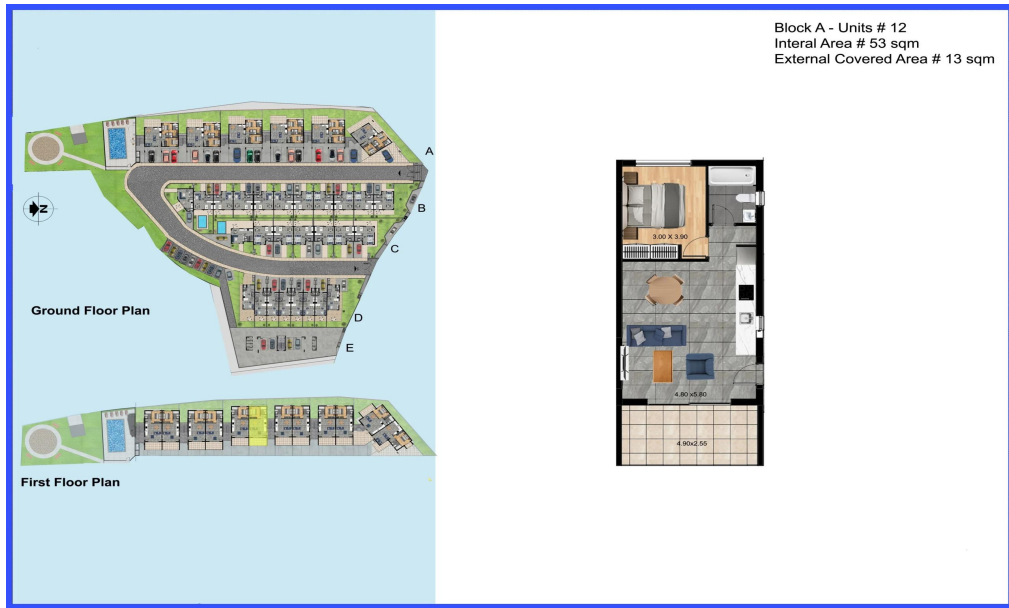 Block A - Units # 12
Interal Area # 53 sqm
External Covered Area # 13 sqm
A
B
C
D
E
N
Ground Floor Plan
First Floor Plan
3.00 X 3.90
4.80 x5.80
4.90x2.55